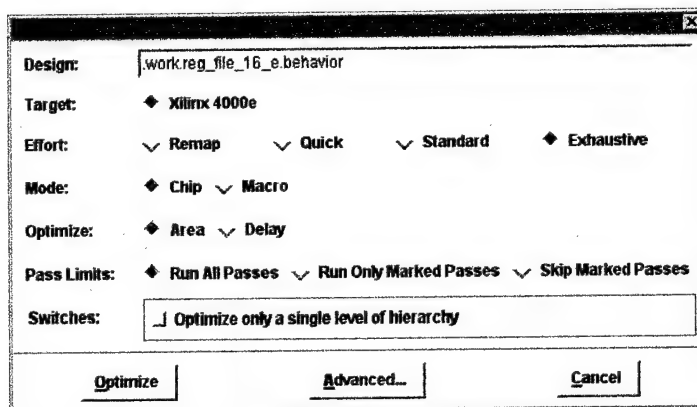 Design: .work.reg_file_16_e.behavior
Target: Xilinx 4000e
Effort: Remap Quick Standard Exhaustive
Mode: Chip Macro
Optimize: Area Delay
Pass Limits: Run All Passes Run Only Marked Passes Skip Marked Passes
Switches: Optimize only a single level of hierarchy
Optimize Advanced... Cancel